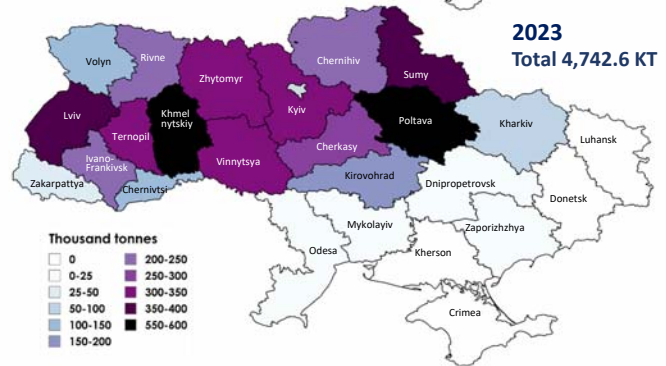 2023
Total 4,742.6 KT
Volyn
Rivne
Zhytomyr
Chernihiv
Sumy
Kyiv
Lviv
Ternopil
Khmel
nytskiy
Poltava
Kharkiv
Luhansk
Ivano-
Frankivsk
Vinnytsya
Cherkasy
Zakarpattya
Chernivtsi
Kirovohrad
Dnipropetrovsk
Donetsk
Mykolayiv
Zaporizhzhya
Odesa
Kherson
Crimea
Thousand tonnes
0
0-25
25-50
50-100
100-150
150-200
200-250
250-300
300-350
350-400
550-600